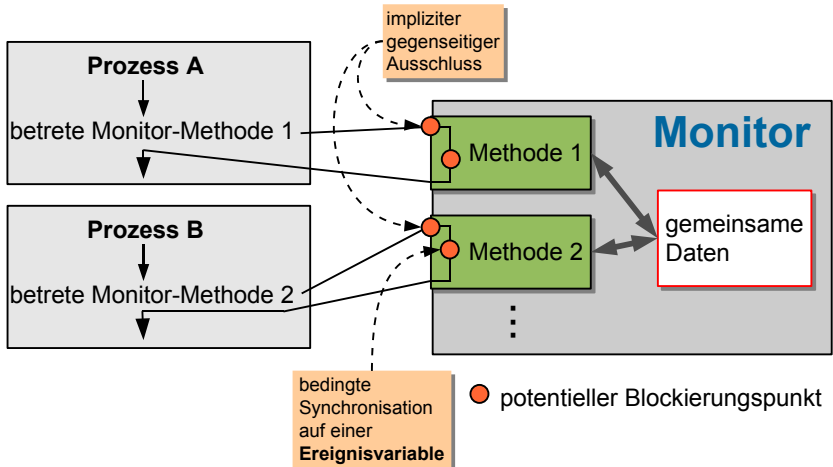 impliziter
gegenseitiger
Ausschluss
Prozess A
betrete Monitor-Methode 1
Prozess B
betrete Monitor-Methode 2
Monitor
Methode 1
Methode 2
gemeinsame
Daten
bedingte
Synchronisation
auf einer
Ereignisvariable
potentieller Blockierungspunkt